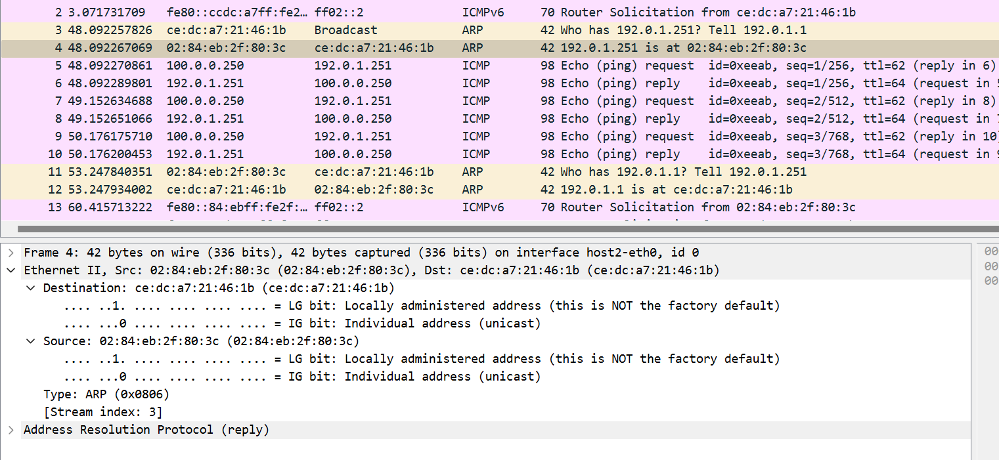 2 3.071731709 fe80::ccdc:a7ff:fe2… ff02::2 ICMPv6 70 Router Solicitation from ce:dc:a7:21:46:1b
3 48.092257826 ce:dc:a7:21:46:1b Broadcast ARP 42 Who has 192.0.1.251? Tell 192.0.1.1
4 48.092267069 02:84:eb:2f:80:3c ce:dc:a7:21:46:1b ARP 42 192.0.1.251 is at 02:84:eb:2f:80:3c
5 48.092270861 100.0.0.250 192.0.1.251 ICMP 98 Echo (ping) request id=0xeeab, seq=1/256, ttl=62 (reply in 6)
6 48.092289801 192.0.1.251 100.0.0.250 ICMP 98 Echo (ping) reply id=0xeeab, seq=1/256, ttl=64 (request in
7 49.152634688 100.0.0.250 192.0.1.251 ICMP 98 Echo (ping) request id=0xeeab, seq=2/512, ttl=62 (reply in 8)
8 49.152651066 192.0.1.251 100.0.0.250 ICMP 98 Echo (ping) reply id=0xeeab, seq=2/512, ttl=64 (request in
9 50.176175710 100.0.0.250 192.0.1.251 ICMP 98 Echo (ping) request id=0xeeab, seq=3/768, ttl=62 (reply in 10)
10 50.176200453 192.0.1.251 100.0.0.250 ICMP 98 Echo (ping) reply id=0xeeab, seq=3/768, ttl=64 (request in
11 53.247840351 02:84:eb:2f:80:3c ce:dc:a7:21:46:1b ARP 42 Who has 192.0.1.1? Tell 192.0.1.251
12 53.247934002 ce:dc:a7:21:46:1b 02:84:eb:2f:80:3c ARP 42 192.0.1.1 is at ce:dc:a7:21:46:1b
13 60.415713222 fe80::84:ebff:fe2f:… ff02::2 ICMPv6 70 Router Solicitation from 02:84:eb:2f:80:3c
Frame 4: 42 bytes on wire (336 bits), 42 bytes captured (336 bits) on interface host2-eth0, id 0
Ethernet II, Src: 02:84:eb:2f:80:3c (02:84:eb:2f:80:3c), Dst: ce:dc:a7:21:46:1b (ce:dc:a7:21:46:1b)
Destination: ce:dc:a7:21:46:1b (ce:dc:a7:21:46:1b)
.... ..1. .... .... .... .... = LG bit: Locally administered address (this is NOT the factory default)
.... ...0 .... .... .... .... = IG bit: Individual address (unicast)
Source: 02:84:eb:2f:80:3c (02:84:eb:2f:80:3c)
.... ..1. .... .... .... .... = LG bit: Locally administered address (this is NOT the factory default)
.... ...0 .... .... .... .... = IG bit: Individual address (unicast)
Type: ARP (0x0806)
[Stream index: 3]
Address Resolution Protocol (reply)
00
00
00